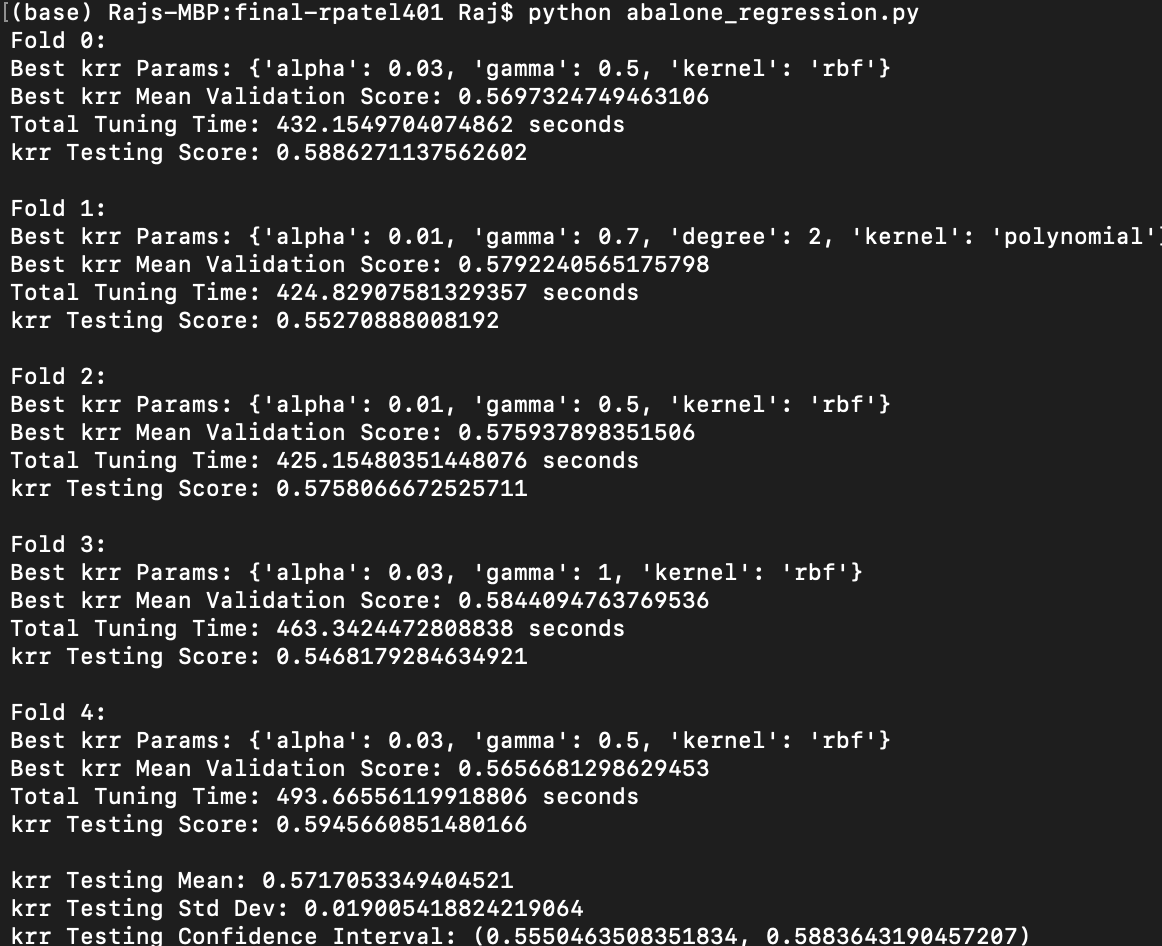 [(base) Rajs-MBP:final-rpatel401 Raj$ python abalone_regression.py
Fold 0:
Best krr Params: {'alpha': 0.03, 'gamma': 0.5, 'kernel': 'rbf'}
Best krr Mean Validation Score: 0.5697324749463106
Total Tuning Time: 432.1549704074862 seconds
krr Testing Score: 0.5886271137562602
Fold 1:
Best krr Params: {'alpha': 0.01, 'gamma': 0.7, 'degree': 2, 'kernel': 'polynomial'}
Best krr Mean Validation Score: 0.5792240565175798
Total Tuning Time: 424.82907581329357 seconds
krr Testing Score: 0.55270888008192
Fold 2:
Best krr Params: {'alpha': 0.01, 'gamma': 0.5, 'kernel': 'rbf'}
Best krr Mean Validation Score: 0.575937898351506
Total Tuning Time: 425.15480351448076 seconds
krr Testing Score: 0.5758066672525711
Fold 3:
Best krr Params: {'alpha': 0.03, 'gamma': 1, 'kernel': 'rbf'}
Best krr Mean Validation Score: 0.5844094763769536
Total Tuning Time: 463.3424472808838 seconds
krr Testing Score: 0.5468179284634921
Fold 4:
Best krr Params: {'alpha': 0.03, 'gamma': 0.5, 'kernel': 'rbf'}
Best krr Mean Validation Score: 0.5656681298629453
Total Tuning Time: 493.66556119918806 seconds
krr Testing Score: 0.5945660851480166
krr Testing Mean: 0.5717053349404521
krr Testing Std Dev: 0.019005418824219064
krr Testing Confidence Interval: (0.5550463508351834, 0.5883643190457207)